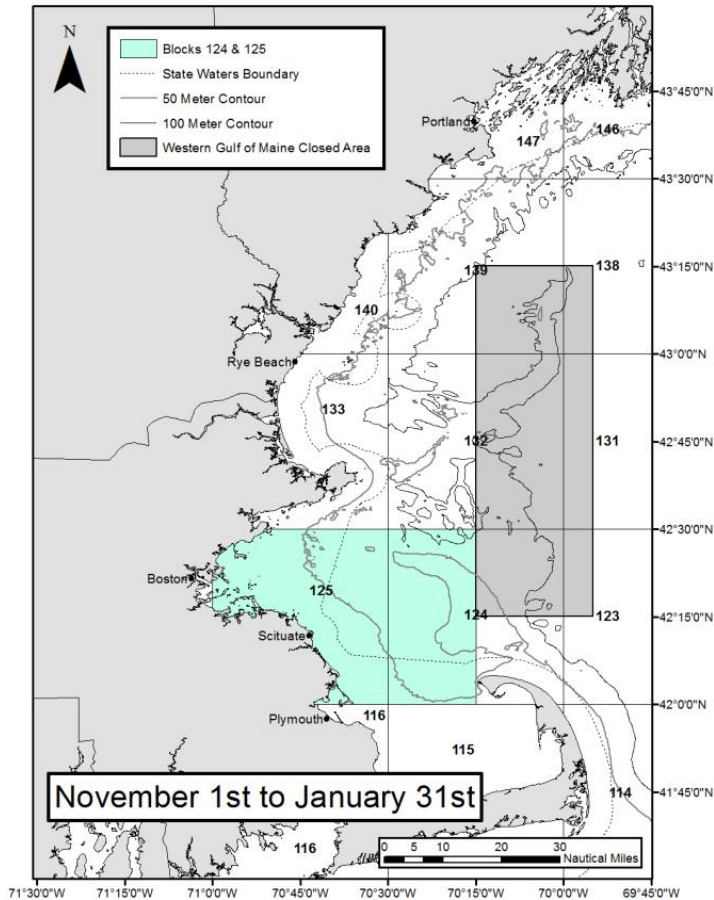 N
Blocks 124 & 125
State Waters Boundary
50 Meter Contour
100 Meter Contour
Western Gulf of Maine Closed Area
43°45'0"N
Portland
146
147
43°30'0"N
139
138
43°15'0"N
140
Rye Beach
43°0'0"N
133
132
131
42°45'0"N
42°30'0"N
Boston
125
124
123
42°15'0"N
Scituate
42°0'0"N
Plymouth
116
115
November 1st to January 31st
114
41°45'0"N
116
0 5 10 20 30
Nautical Miles
71°30'0"W 71°15'0"W 71°0'0"W 70°45'0"W 70°30'0"W 70°15'0"W 70°0'0"W 69°45'0"W